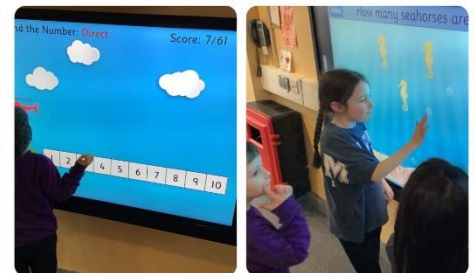 nd the Number: Direct
Score: 7/61
1 2 4 5 6 7 8 9 10
How many seahorses are